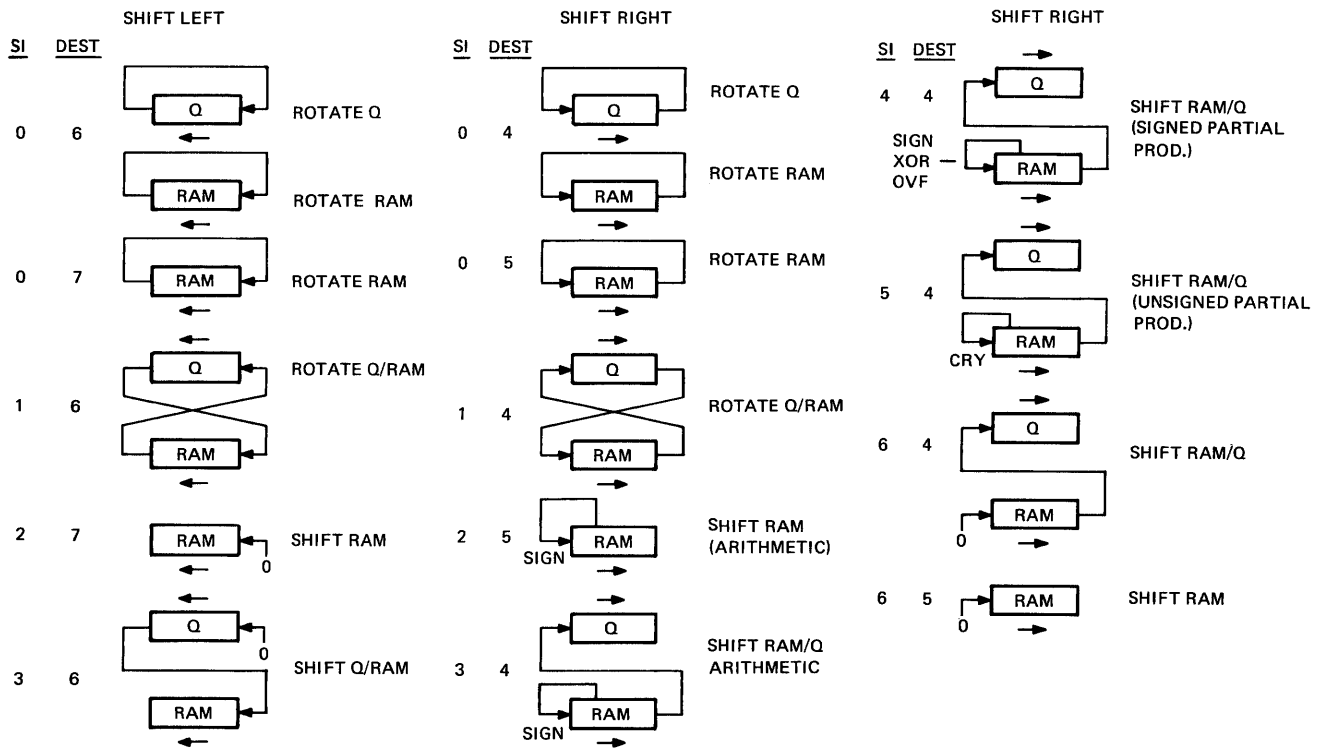 SHIFT LEFT
SI DEST
Q
0 6 ROTATE Q
RAM
ROTATE RAM
0 7 RAM ROTATE RAM
Q ROTATE Q/RAM
1 6
RAM
2 7 RAM SHIFT RAM
0
Q
0
3 6 SHIFT Q/RAM
RAM
SHIFT RIGHT
SI DEST
Q ROTATE Q
0 4
RAM ROTATE RAM
0 5 RAM ROTATE RAM
Q
1 4 ROTATE Q/RAM
RAM
2 5 RAM SHIFT RAM
(ARITHMETIC)
SIGN
Q
3 4 SHIFT RAM/Q
ARITHMETIC
RAM
SIGN
SHIFT RIGHT
SI DEST
Q
4 4 SHIFT RAM/Q
(SIGNED PARTIAL
PROD.)
SIGN
XOR
OVF
RAM
Q
5 4 SHIFT RAM/Q
(UNSIGNED PARTIAL
PROD.)
RAM
CRY
Q
6 4 SHIFT RAM/Q
RAM
0
6 5 RAM SHIFT RAM
0